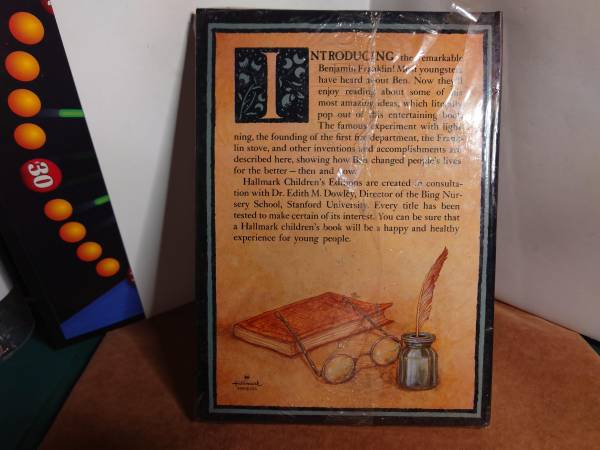 INTRODUCING the remarkable
Benjamin Franklin! Most youngsters
have heard about Ben. Now they'll
enjoy reading about some of his
most amazing ideas, which literally
pop out of this entertaining book.
The famous experiment with light-
ning, the founding of the first fire department, the Frank-
lin stove, and other inventions and accomplishments are
described here, showing how Ben changed people's lives
for the better — then and now.
Hallmark Children's Editions are created in consulta-
tion with Dr. Edith M. Dowley, Director of the Bing Nur-
sery School, Stanford University. Every title has been
tested to make certain of its interest. You can be sure that
a Hallmark children's book will be a happy and healthy
experience for young people.
Hallmark
30